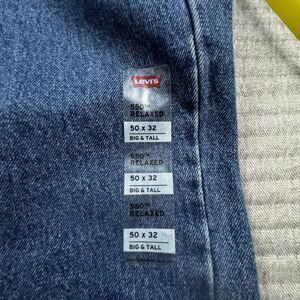 Levi's
550™
RELAXED
50 x 32
BIG & TALL
550™
RELAXED
50 x 32
BIG & TALL
550™
RELAXED
50 x 32
BIG & TALL